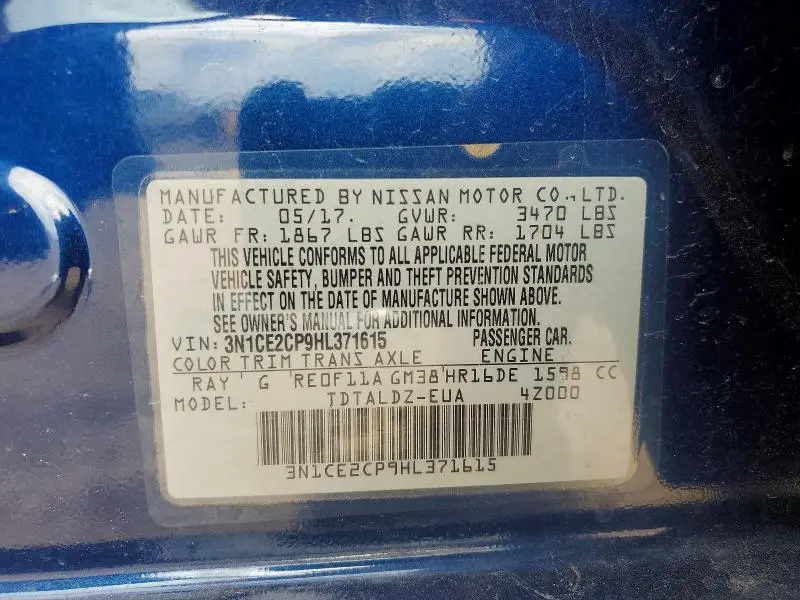 MANUFACTURED BY NISSAN MOTOR CO., LTD.
DATE: 05/17. GVWR: 3470 LBS
GAWR FR: 1867 LBS GAWR RR: 1704 LBS
THIS VEHICLE CONFORMS TO ALL APPLICABLE FEDERAL MOTOR
VEHICLE SAFETY, BUMPER AND THEFT PREVENTION STANDARDS
IN EFFECT ON THE DATE OF MANUFACTURE SHOWN ABOVE.
SEE OWNER'S MANUAL FOR ADDITIONAL INFORMATION.
VIN: 3N1CE2CP9HL371615 PASSENGER CAR.
COLOR TRIM TRANS AXLE ENGINE
RAY G RE0F11A GM38 HR16DE 1598 CC
MODEL: TDTALDZ-EUA 4Z000
3N1CE2CP9HL371615